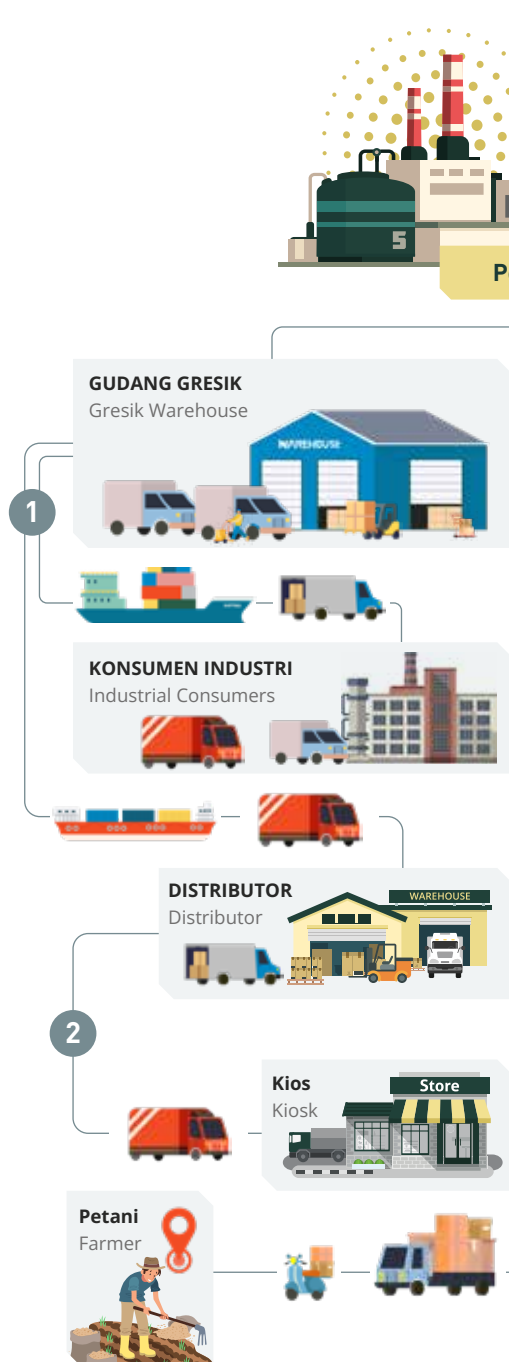 5
GUDANG GRESIK
Gresik Warehouse
WAREHOUSE
1
KONSUMEN INDUSTRI
Industrial Consumers
DISTRIBUTOR
Distributor
WAREHOUSE
2
Kios
Kiosk
Store
Petani
Farmer